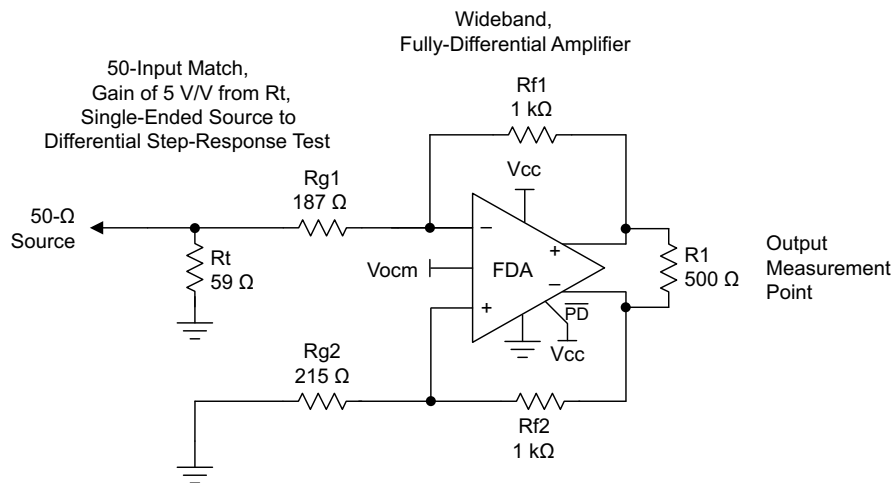 Wideband,
Fully-Differential Amplifier
50-Input Match,
Gain of 5 V/V from Rt,
Single-Ended Source to
Differential Step-Response Test
Rf1
1 kΩ
Vcc
Rg1
187 Ω
50-Ω
Source
Rt
59 Ω
−
+
Vocm
FDA
+
−
R1
500 Ω
Output
Measurement
Point
PD
Vcc
Rg2
215 Ω
Rf2
1 kΩ